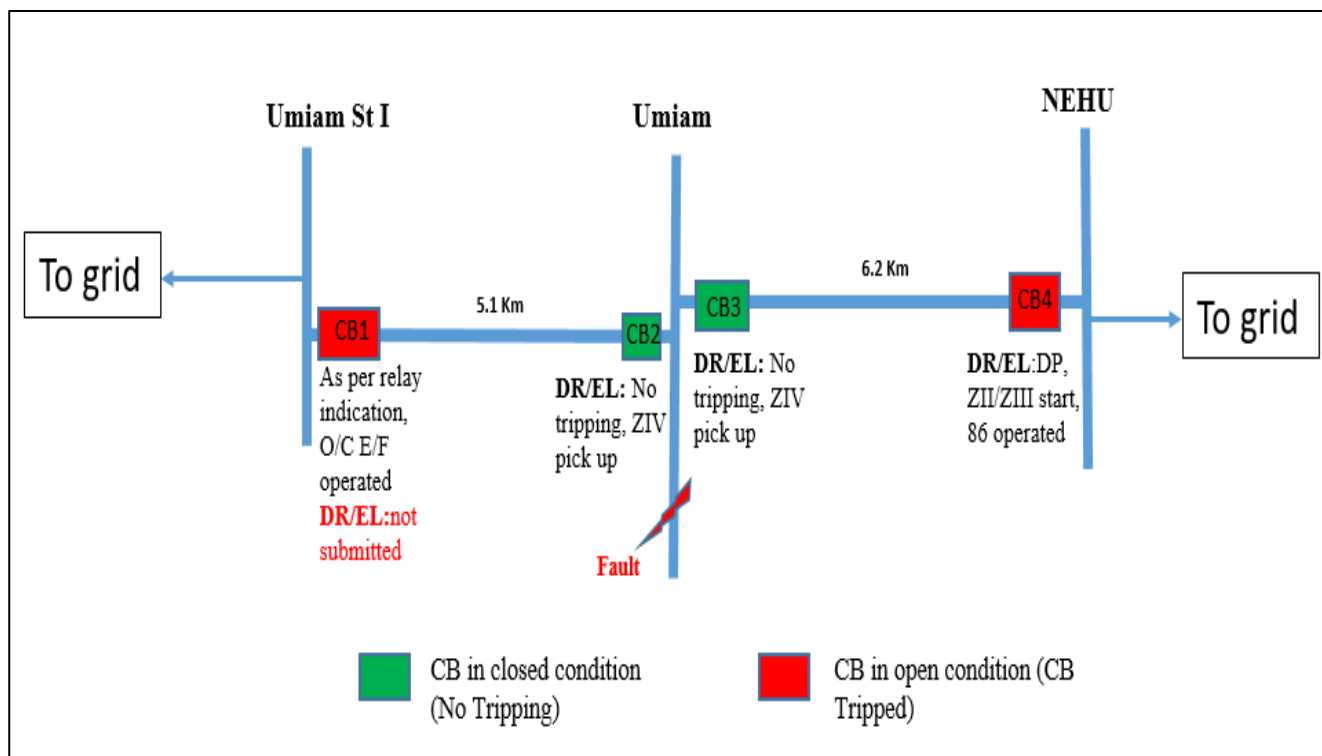 Umiam St I
Umiam
NEHU
To grid
To grid
5.1 Km
6.2 Km
CB1
CB2
CB3
CB4
As per relay
indication,
O/C E/F
operated
DR/EL:not
submitted
DR/EL: No
tripping, ZIV
pick up
DR/EL: No
tripping, ZIV
pick up
DR/EL:DP,
ZII/ZIII start,
86 operated
Fault
CB in closed condition
(No Tripping)
CB in open condition (CB
Tripped)